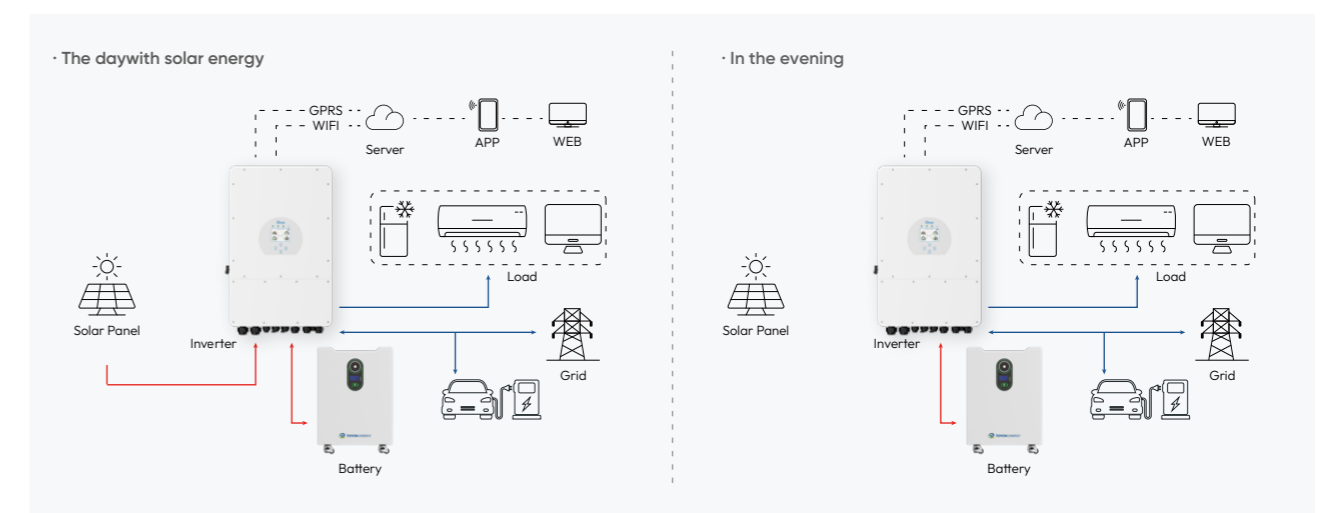 · The daywith solar energy
GPRS
WIFI
Server
APP
WEB
Load
Solar Panel
Inverter
Grid
Battery
· In the evening
GPRS
WIFI
Server
APP
WEB
Load
Solar Panel
Inverter
Grid
Battery